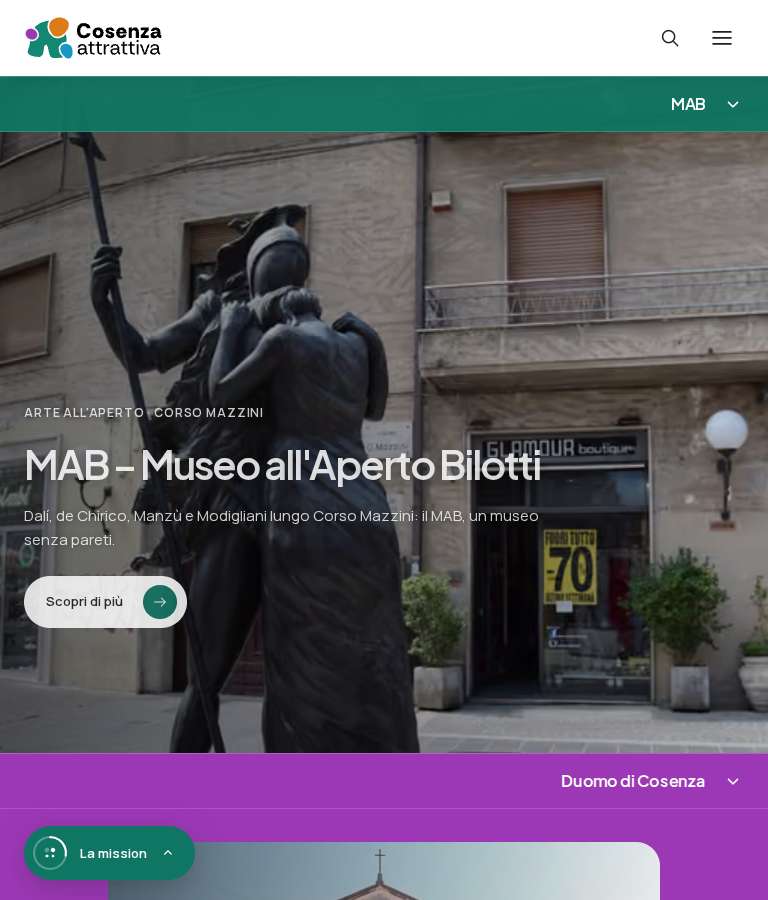 Cosenza
attrattiva
MAB
ARTE ALL'APERTO · CORSO MAZZINI
MAB – Museo all'Aperto Bilotti
Dalí, de Chirico, Manzù e Modigliani lungo Corso Mazzini: il MAB, un museo
senza pareti.
GLAMOUR boutique
FUORI TUTTO
-70
Scopri di più
Duomo di Cosenza
La mission